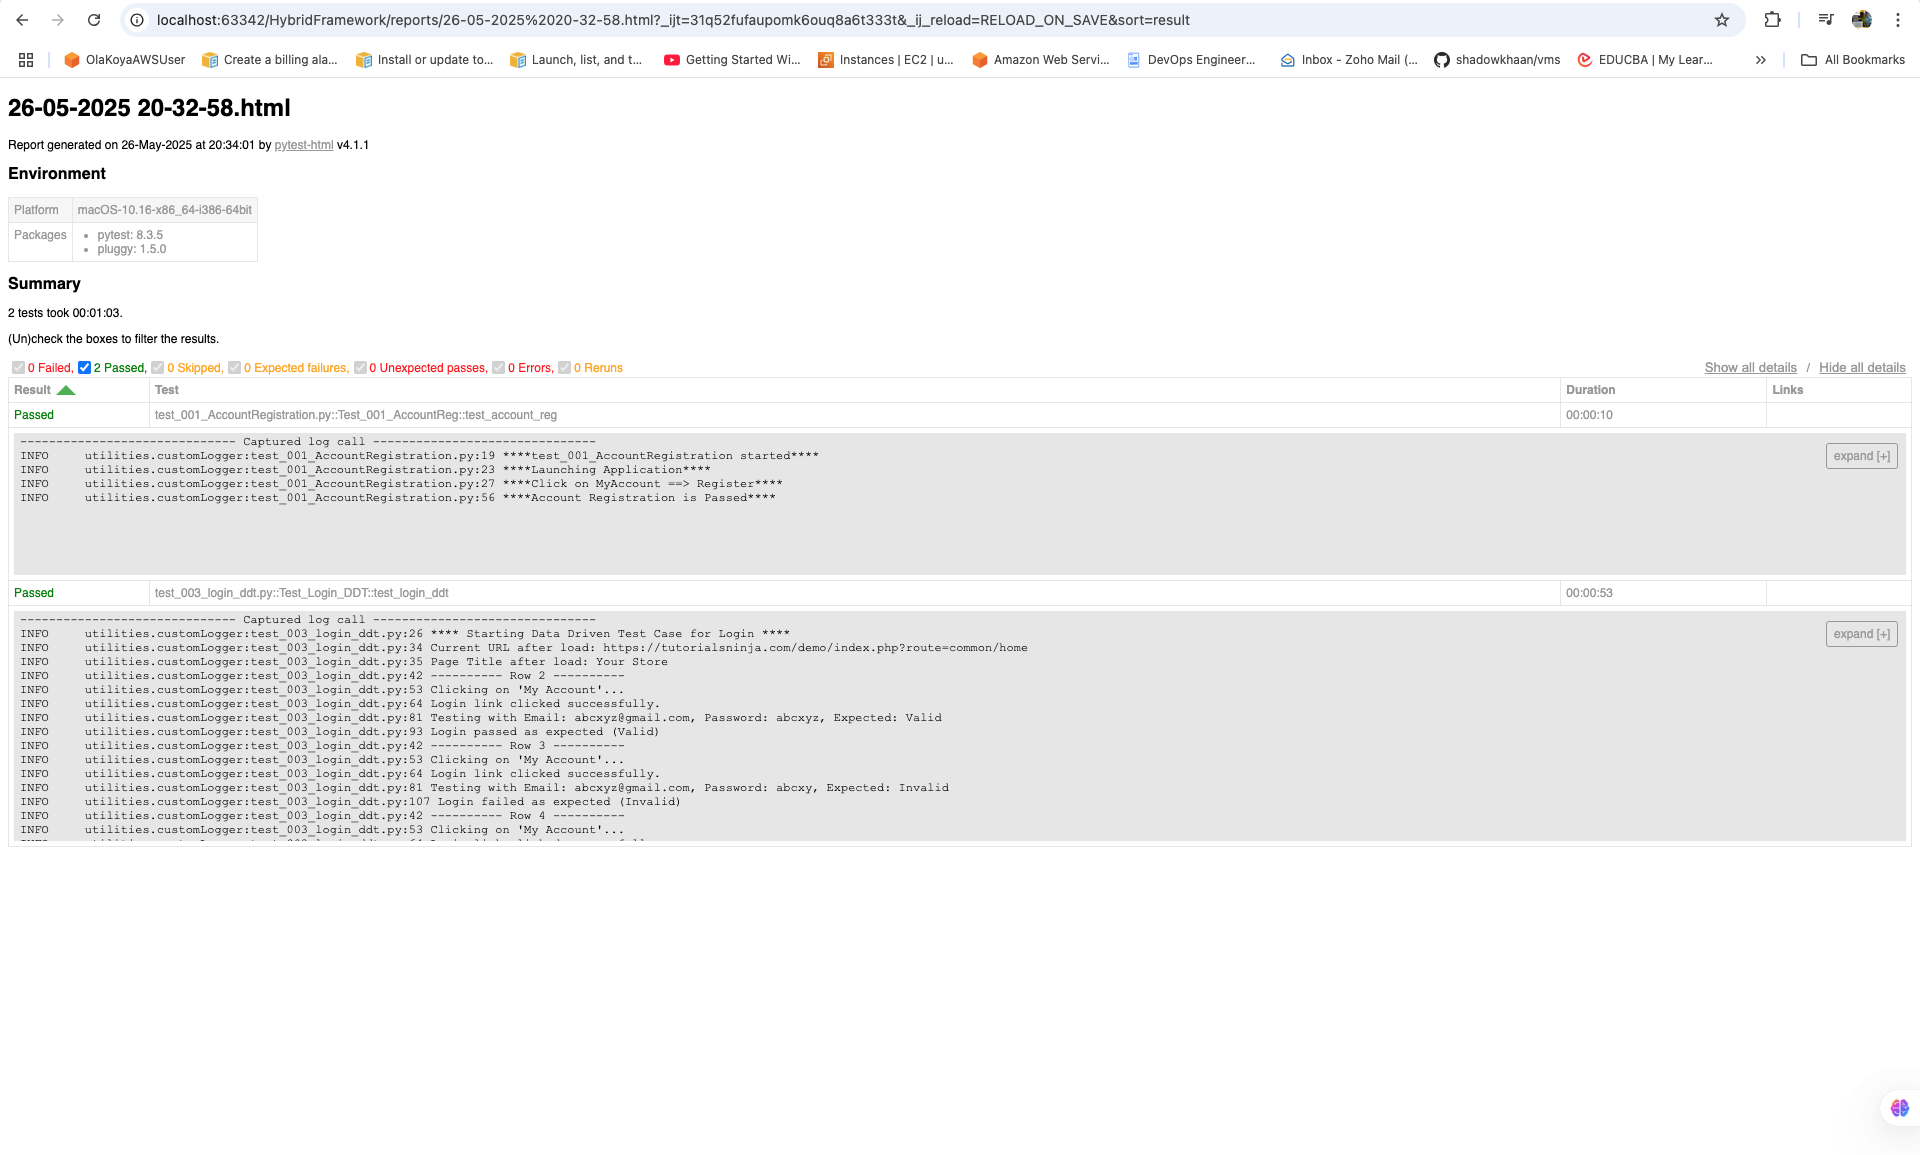 localhost:63342/HybridFramework/reports/26-05-2025%2020-32-58.html?_ijt=31q52fufaupomk6ouq8a6t333t&_ij_reload=RELOAD_ON_SAVE&sort=result
OlaKoyaAWSUser Create a billing ala... Install or update to... Launch, list, and t... Getting Started Wi... Instances | EC2 | u... Amazon Web Servi... DevOps Engineer... Inbox - Zoho Mail (... shadowkhaan/vms EDUCBA | My Lear... » All Bookmarks
26-05-2025 20-32-58.html
Report generated on 26-May-2025 at 20:34:01 by pytest-html v4.1.1
Environment
Platform macOS-10.16-x86_64-i386-64bit
Packages • pytest: 8.3.5
• pluggy: 1.5.0
Summary
2 tests took 00:01:03.
(Un)check the boxes to filter the results.
0 Failed, 2 Passed, 0 Skipped, 0 Expected failures, 0 Unexpected passes, 0 Errors, 0 Reruns Show all details / Hide all details
Result Test Duration Links
Passed test_001_AccountRegistration.py::Test_001_AccountReg::test_account_reg 00:00:10
------------------------------ Captured log call -------------------------------
INFO utilities.customLogger:test_001_AccountRegistration.py:19 ****test_001_AccountRegistration started****
expand [+]
INFO utilities.customLogger:test_001_AccountRegistration.py:23 ****Launching Application****
INFO utilities.customLogger:test_001_AccountRegistration.py:27 ****Click on MyAccount ==> Register****
INFO utilities.customLogger:test_001_AccountRegistration.py:56 ****Account Registration is Passed****
Passed test_003_login_ddt.py::Test_Login_DDT::test_login_ddt 00:00:53
------------------------------ Captured log call -------------------------------
INFO utilities.customLogger:test_003_login_ddt.py:26 **** Starting Data Driven Test Case for Login ****
expand [+]
INFO utilities.customLogger:test_003_login_ddt.py:34 Current URL after load: https://tutorialsninja.com/demo/index.php?route=common/home
INFO utilities.customLogger:test_003_login_ddt.py:35 Page Title after load: Your Store
INFO utilities.customLogger:test_003_login_ddt.py:42 ---------- Row 2 ----------
INFO utilities.customLogger:test_003_login_ddt.py:53 Clicking on 'My Account'...
INFO utilities.customLogger:test_003_login_ddt.py:64 Login link clicked successfully.
INFO utilities.customLogger:test_003_login_ddt.py:81 Testing with Email: abcxyz@gmail.com, Password: abcxyz, Expected: Valid
INFO utilities.customLogger:test_003_login_ddt.py:93 Login passed as expected (Valid)
INFO utilities.customLogger:test_003_login_ddt.py:42 ---------- Row 3 ----------
INFO utilities.customLogger:test_003_login_ddt.py:53 Clicking on 'My Account'...
INFO utilities.customLogger:test_003_login_ddt.py:64 Login link clicked successfully.
INFO utilities.customLogger:test_003_login_ddt.py:81 Testing with Email: abcxyz@gmail.com, Password: abcxy, Expected: Invalid
INFO utilities.customLogger:test_003_login_ddt.py:107 Login failed as expected (Invalid)
INFO utilities.customLogger:test_003_login_ddt.py:42 ---------- Row 4 ----------
INFO utilities.customLogger:test_003_login_ddt.py:53 Clicking on 'My Account'...